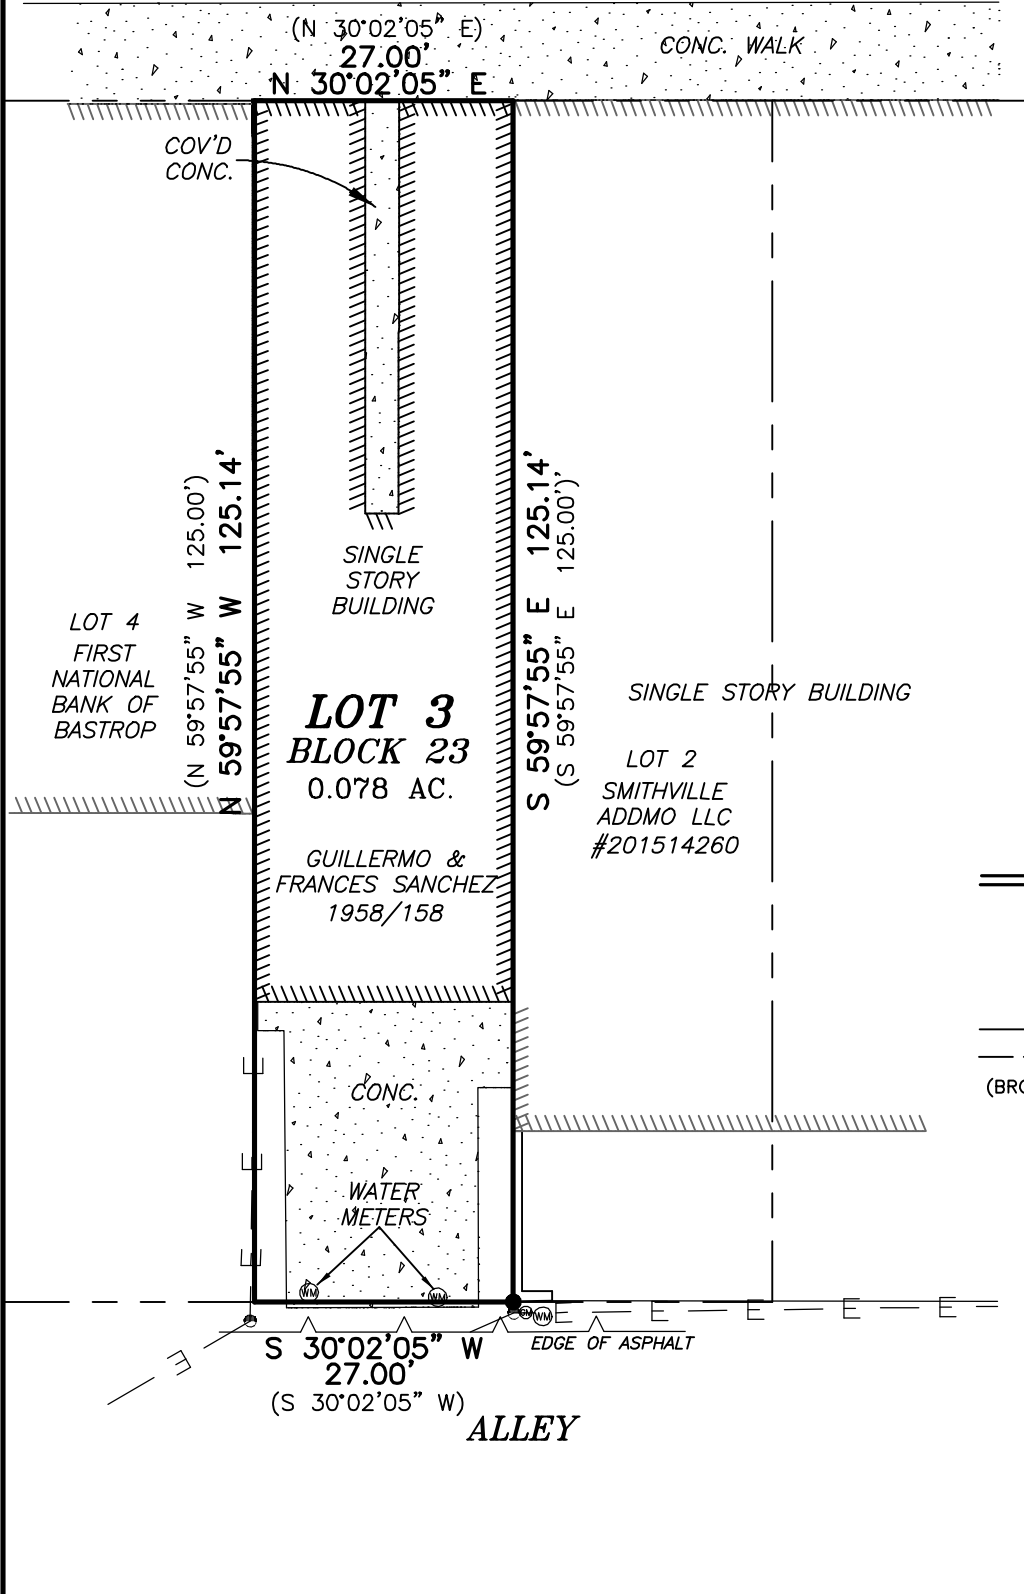 (N 30°02'05" E)
27.00'
N 30°02'05" E
CONC. WALK
COV'D
CONC.
SINGLE
STORY
BUILDING
(N 59°57'55" W 125.00')
N 59°57'55" W 125.14'
S 59°57'55" E 125.14'
(S 59°57'55" E 125.00')'
LOT 4
FIRST
NATIONAL
BANK OF
BASTROP
LOT 3
BLOCK 23
0.078 AC.
GUILLERMO &
FRANCES SANCHEZ
1958/158
SINGLE STORY BUILDING
LOT 2
SMITHVILLE
ADDMO LLC
#201514260
(BRO
CONC.
E
E
E
WATER
METERS
WM
WM
WM
E
E
E
E
E
E
EDGE OF ASPHALT
S 30°02'05" W
27.00'
(S 30°02'05" W)
ALLEY